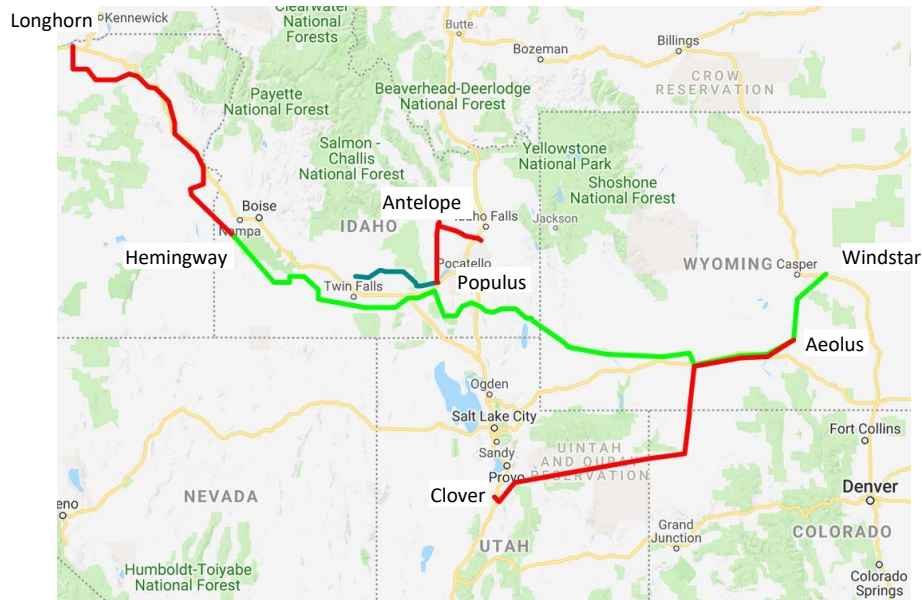 Longhorn
Kennewick
Clearwater
National
Forests
Butte
Bozeman
Billings
CROW
RESERVATION
Payette
National Forest
Beaverhead-Deerlodge
National Forest
Salmon -
Challis
National Forest
Yellowstone
National Park
Shoshone
National Forest
Boise
Nampa
Antelope
Idaho Falls
IDAHO
Jackson
Hemingway
Pocatello
Populus
Twin Falls
WYOMING
Casper
Windstar
Aeolus
Ogden
Salt Lake City
Sandy
Provo
UINTAH
AND OURAY
RESERVATION
Fort Collins
Clover
NEVADA
eno
Denver
UTAH
Grand
Junction
COLORADO
Humboldt-Toiyabe
National Forest
Colorado
Springs